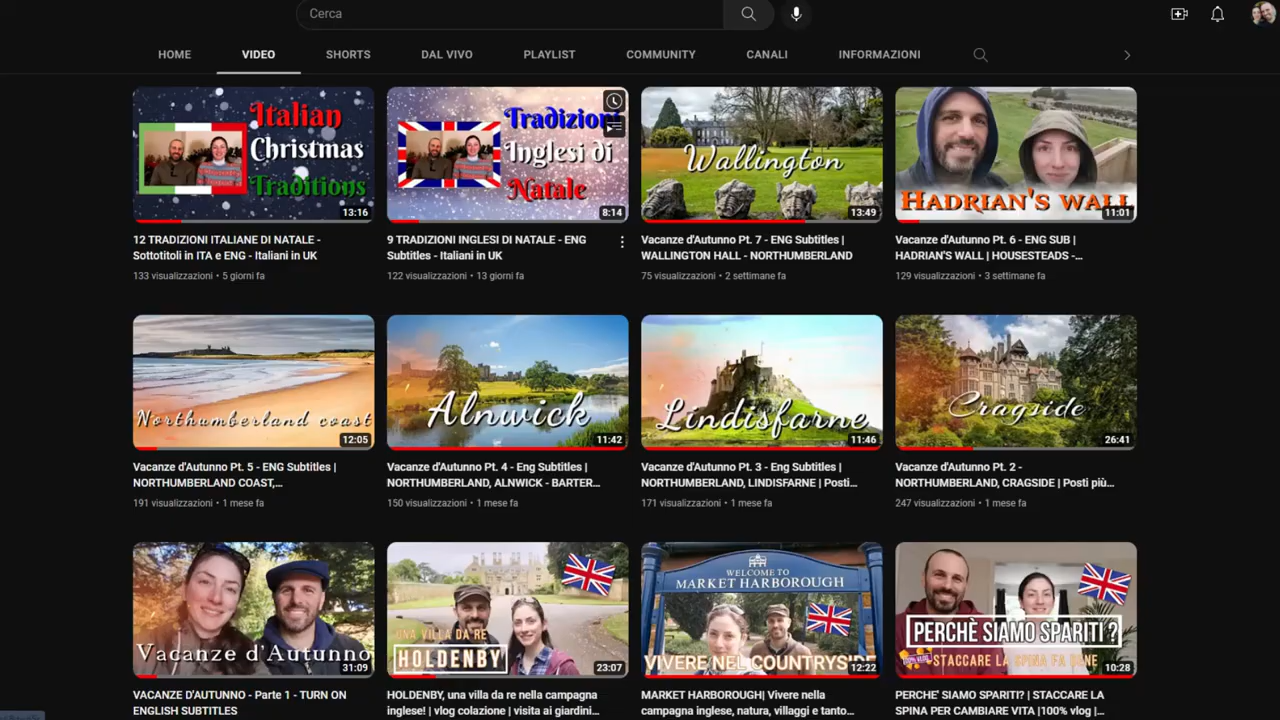 Cerca
HOME VIDEO SHORTS DAL VIVO PLAYLIST COMMUNITY CANALI INFORMAZIONI
Italian
Christmas
Traditions
13:16
Tradizioni
Inglesi di
Natale
8:14
Wallington
13:49
HADRIAN'S WALL
11:01
12 TRADIZIONI ITALIANE DI NATALE -
Sottotitoli in ITA e ENG - Italiani in UK
133 visualizzazioni • 5 giorni fa
9 TRADIZIONI INGLESI DI NATALE - ENG
Subtitles - Italiani in UK
122 visualizzazioni • 13 giorni fa
Vacanze d'Autunno Pt. 7 - ENG Subtitles |
WALLINGTON HALL - NORTHUMBERLAND
75 visualizzazioni • 2 settimane fa
Vacanze d'Autunno Pt. 6 - ENG SUB |
HADRIAN'S WALL | HOUSESTEADS -...
129 visualizzazioni • 3 settimane fa
Northumberland coast
12:05
Alnwick
11:42
Lindisfarne
11:46
Cragside
26:41
Vacanze d'Autunno Pt. 5 - ENG Subtitles |
NORTHUMBERLAND COAST,...
191 visualizzazioni • 1 mese fa
Vacanze d'Autunno Pt. 4 - Eng Subtitles |
NORTHUMBERLAND, ALNWICK - BARTER...
150 visualizzazioni • 1 mese fa
Vacanze d'Autunno Pt. 3 - Eng Subtitles |
NORTHUMBERLAND, LINDISFARNE | Posti...
171 visualizzazioni • 1 mese fa
Vacanze d'Autunno Pt. 2 -
NORTHUMBERLAND, CRAGSIDE | Posti più...
247 visualizzazioni • 1 mese fa
Vacanze d'Autunno
31:09
UNA VILLA DA RE
HOLDENBY
23:07
WELCOME TO
MARKET HARBOROUGH
VIVERE NEL COUNTRYSIDE
12:22
PERCHÈ SIAMO SPARITI ?
STACCARE LA SPINA FA BENE
10:28
VACANZE D'AUTUNNO - Parte 1 - TURN ON
ENGLISH SUBTITLES
HOLDENBY, una villa da re nella campagna
inglese! | vlog colazione | visita ai giardini...
MARKET HARBOROUGH| Vivere nella
campagna inglese, natura, villaggi e tanto...
PERCHE' SIAMO SPARITI? | STACCARE LA
SPINA PER CAMBIARE VITA |100% vlog |...